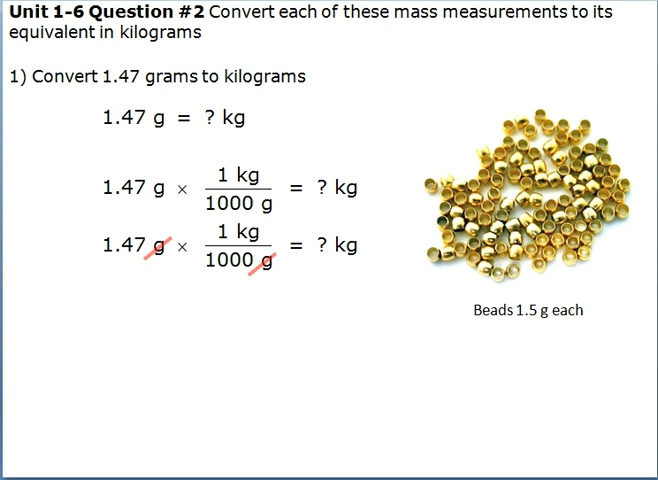 Unit 1-6 Question #2 Convert each of these mass measurements to its
equivalent in kilograms
1) Convert 1.47 grams to kilograms
1.47 g = ? kg
1.47 g × 1 kg / 1000 g = ? kg
1.47 g × 1 kg / 1000 g = ? kg
Beads 1.5 g each